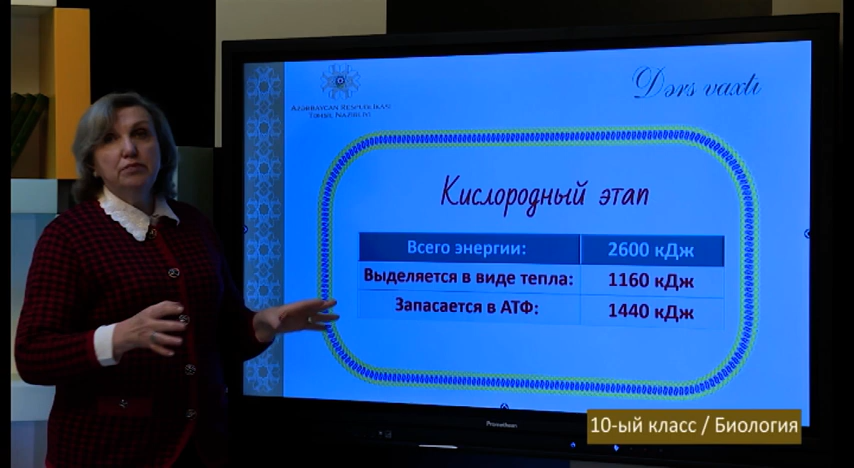 Dərs vaxtı
AZƏRBAYCAN RESPUBLİKASI
TƏHSİL NAZİRLİYİ
Кислородный этап
Всего энергии: 2600 кДж
Выделяется в виде тепла: 1160 кДж
Запасается в АТФ: 1440 кДж
Promethean
10-ый класс / Биология